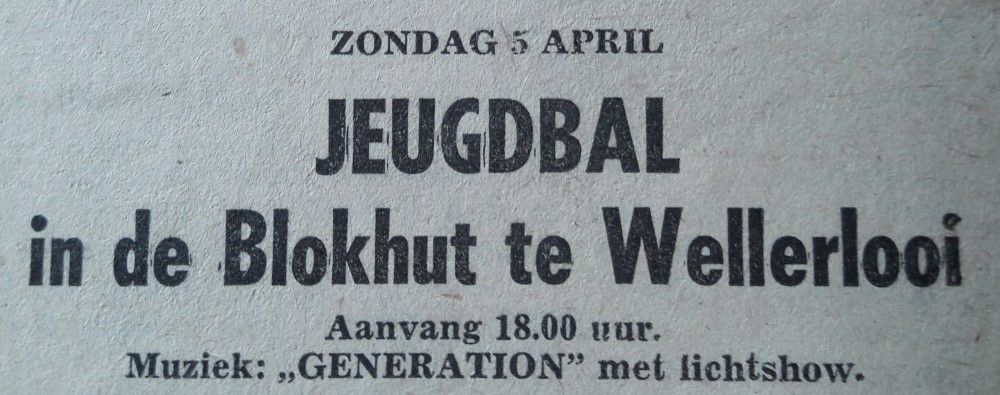 ZONDAG 5 APRIL
JEUGDBAL
in de Blokhut te Wellerlooi
Aanvang 18.00 uur.
Muziek: „GENERATION” met lichtshow.